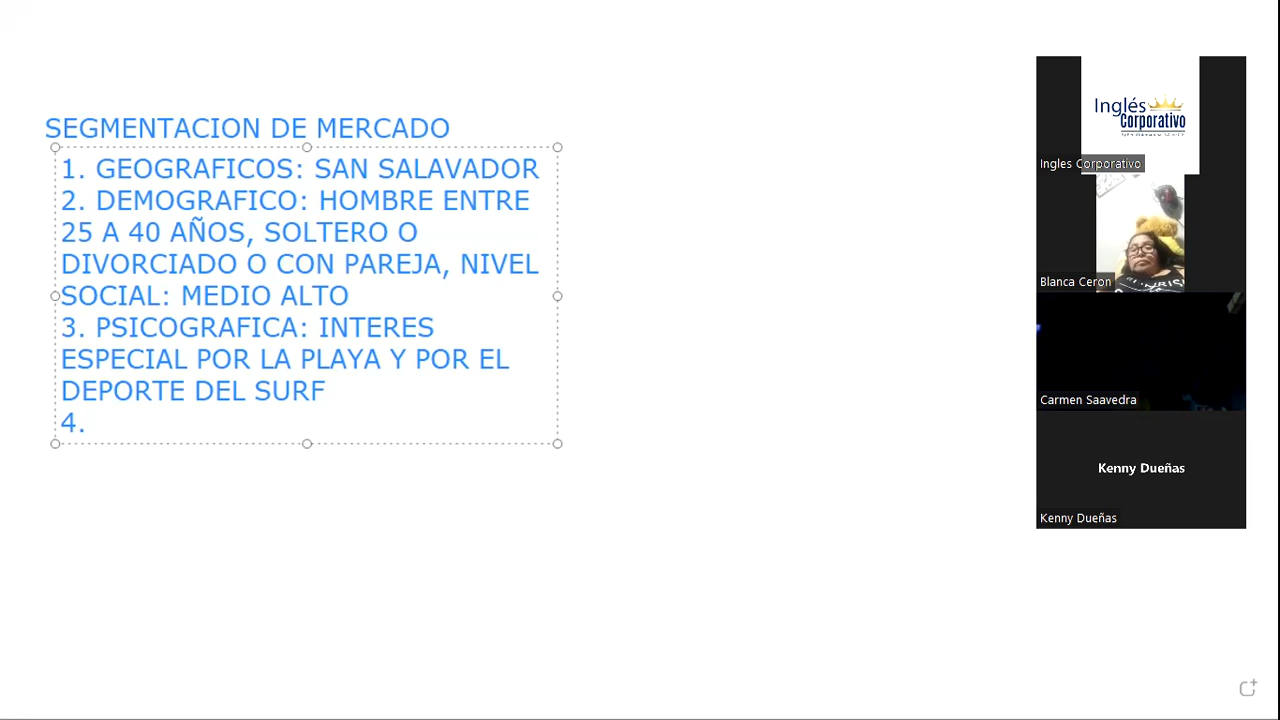 SEGMENTACION DE MERCADO
1. GEOGRAFICOS: SAN SALAVADOR
2. DEMOGRAFICO: HOMBRE ENTRE
25 A 40 AÑOS, SOLTERO O
DIVORCIADO O CON PAREJA, NIVEL
SOCIAL: MEDIO ALTO
3. PSICOGRAFICA: INTERES
ESPECIAL POR LA PLAYA Y POR EL
DEPORTE DEL SURF
4.
Inglés
Corporativo
Ingles Corporativo
Blanca Ceron
Carmen Saavedra
Kenny Dueñas
Kenny Dueñas